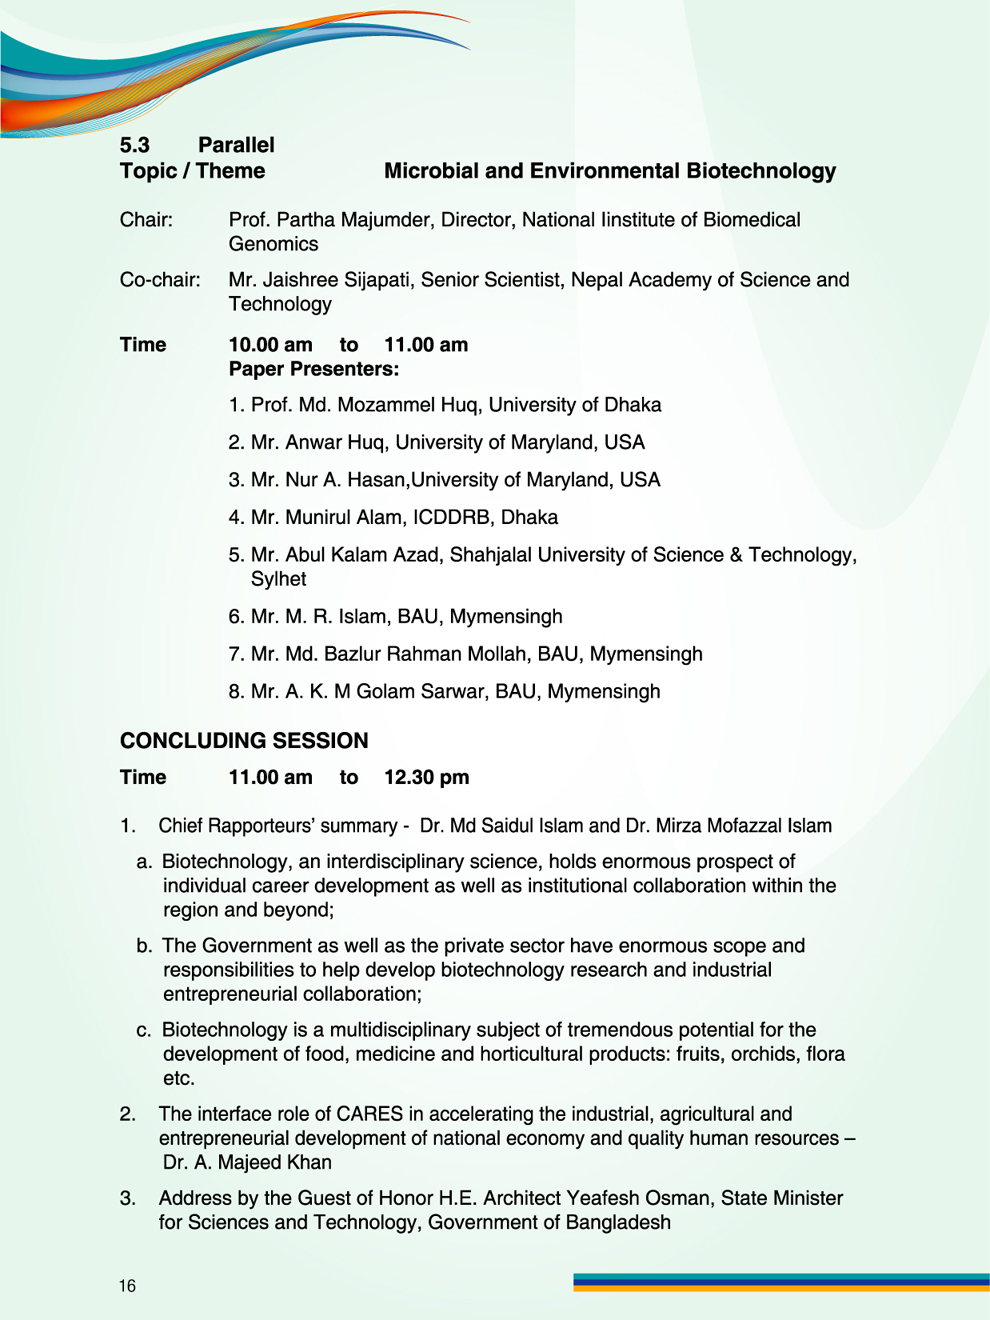 5.3 Parallel
Topic / Theme Microbial and Environmental Biotechnology
Chair: Prof. Partha Majumder, Director, National Iinstitute of Biomedical
Genomics
Co-chair: Mr. Jaishree Sijapati, Senior Scientist, Nepal Academy of Science and
Technology
Time 10.00 am to 11.00 am
Paper Presenters:
1. Prof. Md. Mozammel Huq, University of Dhaka
2. Mr. Anwar Huq, University of Maryland, USA
3. Mr. Nur A. Hasan,University of Maryland, USA
4. Mr. Munirul Alam, ICDDRB, Dhaka
5. Mr. Abul Kalam Azad, Shahjalal University of Science & Technology,
Sylhet
6. Mr. M. R. Islam, BAU, Mymensingh
7. Mr. Md. Bazlur Rahman Mollah, BAU, Mymensingh
8. Mr. A. K. M Golam Sarwar, BAU, Mymensingh
CONCLUDING SESSION
Time 11.00 am to 12.30 pm
1. Chief Rapporteurs’ summary - Dr. Md Saidul Islam and Dr. Mirza Mofazzal Islam
a. Biotechnology, an interdisciplinary science, holds enormous prospect of
individual career development as well as institutional collaboration within the
region and beyond;
b. The Government as well as the private sector have enormous scope and
responsibilities to help develop biotechnology research and industrial
entrepreneurial collaboration;
c. Biotechnology is a multidisciplinary subject of tremendous potential for the
development of food, medicine and horticultural products: fruits, orchids, flora
etc.
2. The interface role of CARES in accelerating the industrial, agricultural and
entrepreneurial development of national economy and quality human resources –
Dr. A. Majeed Khan
3. Address by the Guest of Honor H.E. Architect Yeafesh Osman, State Minister
for Sciences and Technology, Government of Bangladesh
16